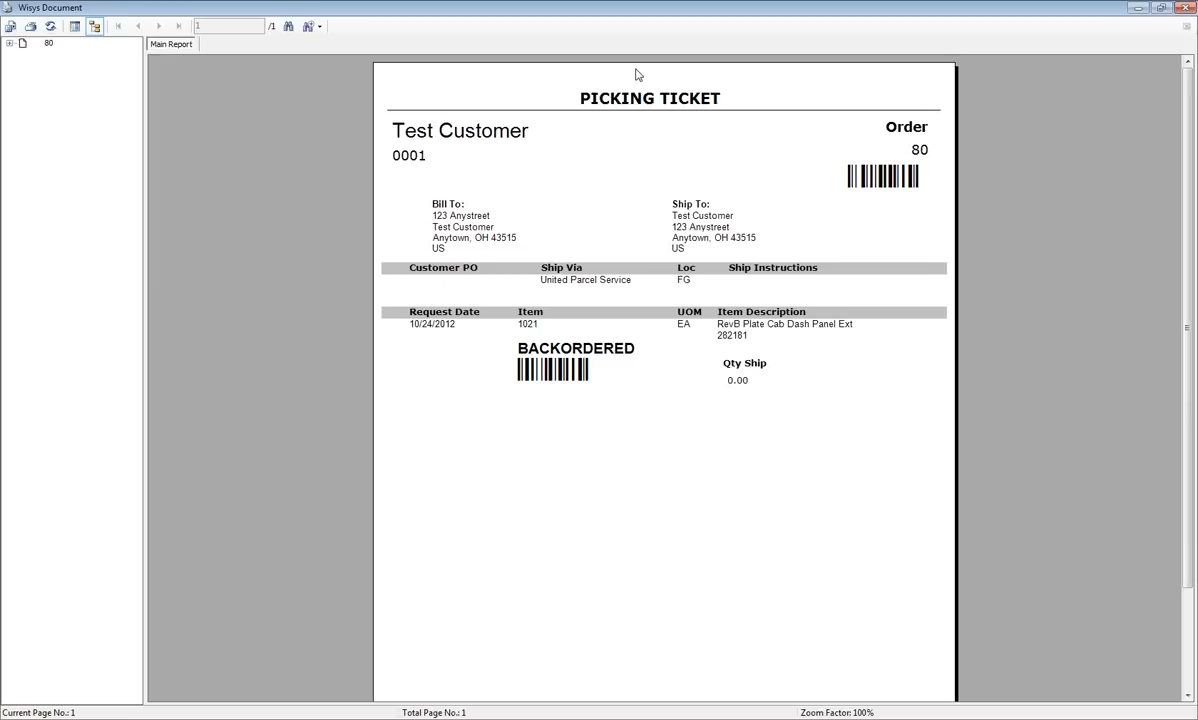 Wisys Document
1 /1
80
Main Report
PICKING TICKET
Test Customer
Order
0001
80
Bill To:
123 Anystreet
Test Customer
Anytown, OH 43515
US
Ship To:
Test Customer
123 Anystreet
Anytown, OH 43515
US
Customer PO Ship Via Loc Ship Instructions
United Parcel Service FG
Request Date Item UOM Item Description
10/24/2012 1021 EA RevB Plate Cab Dash Panel Ext
282181
BACKORDERED
Qty Ship
0.00
Current Page No.: 1 Total Page No.: 1 Zoom Factor: 100%